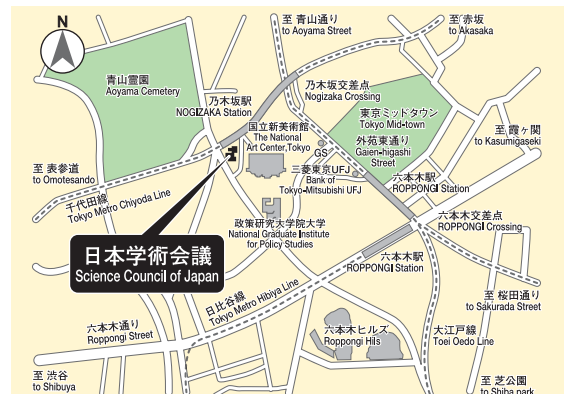 N
至 青山通り
to Aoyama Street
至 赤坂
to Akasaka
青山霊園
Aoyama Cemetery
乃木坂駅
NOGIZAKA Station
乃木坂交差点
Nogizaka Crossing
国立新美術館
The National
Art Center,Tokyo
東京ミッドタウン
Tokyo Mid-town
外苑東通り
Gaien-higashi
Street
至 霞ヶ関
to Kasumigaseki
GS
三菱東京UFJ
Bank of
Tokyo-Mitsubishi UFJ
六本木駅
ROPPONGI Station
至 表参道
to Omotesando
千代田線
Tokyo Metro Chiyoda Line
政策研究大学院大学
National Graduate Institute
for Policy Studies
六本木交差点
ROPPONGI Crossing
日本学術会議
Science Council of Japan
六本木駅
ROPPONGI Station
日比谷線
Tokyo Metro Hibiya Line
至 桜田通り
to Sakurada Street
六本木通り
Roppongi Street
六本木ヒルズ
Roppongi Hils
大江戸線
Toei Oedo Line
至 渋谷
to Shibuya
至 芝公園
to Shiba park